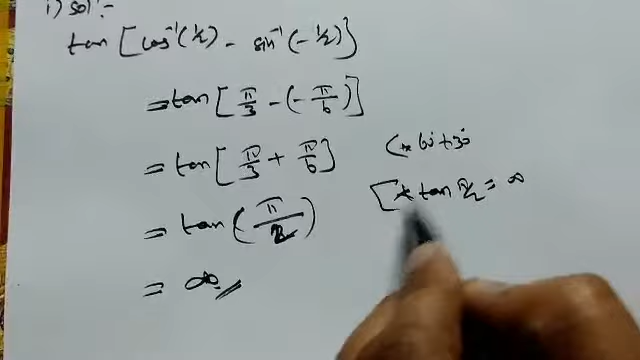 i) Sol:-
tan [cos⁻¹(1/2) - sin⁻¹(-1/2)]
= tan [π/3 - (-π/6)]
= tan [π/3 + π/6] (* 60° + 30°
= tan (π/2) [* tan π/2 = ∞
= ∞ //